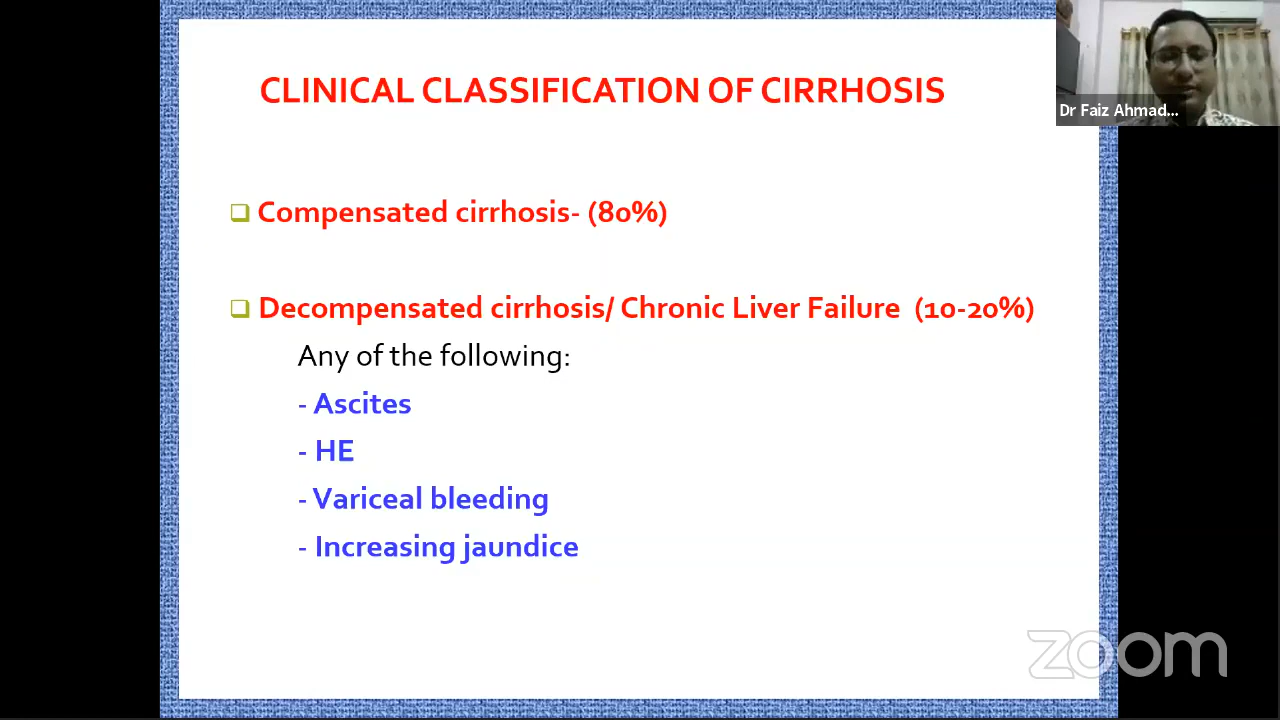 CLINICAL CLASSIFICATION OF CIRRHOSIS
Dr Faiz Ahmad...
Compensated cirrhosis- (80%)
Decompensated cirrhosis/ Chronic Liver Failure (10-20%)
Any of the following:
- Ascites
- HE
- Variceal bleeding
- Increasing jaundice
zoom